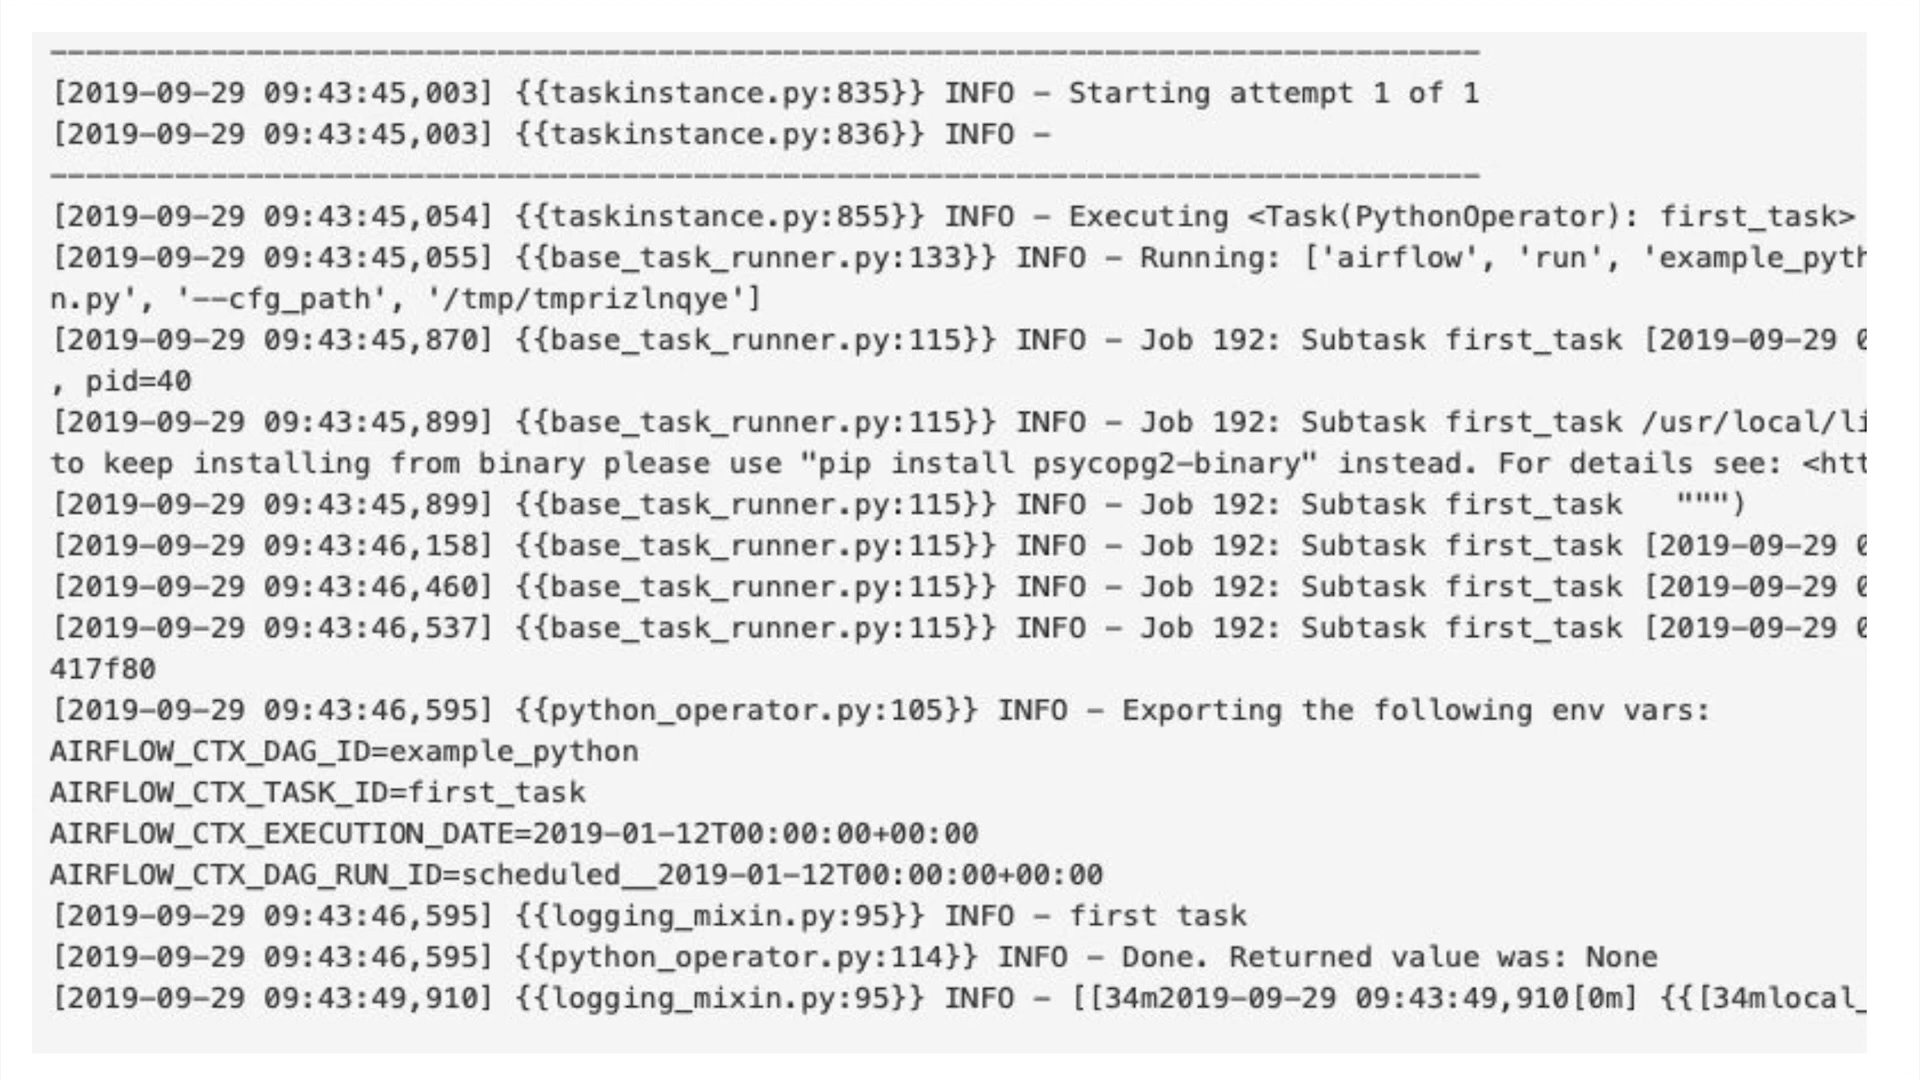 --------------------------------------------------------------------------------
[2019-09-29 09:43:45,003] {{taskinstance.py:835}} INFO - Starting attempt 1 of 1
[2019-09-29 09:43:45,003] {{taskinstance.py:836}} INFO -
--------------------------------------------------------------------------------
[2019-09-29 09:43:45,054] {{taskinstance.py:855}} INFO - Executing <Task(PythonOperator): first_task>
[2019-09-29 09:43:45,055] {{base_task_runner.py:133}} INFO - Running: ['airflow', 'run', 'example_pyth
n.py', '--cfg_path', '/tmp/tmprizlnqye']
[2019-09-29 09:43:45,870] {{base_task_runner.py:115}} INFO - Job 192: Subtask first_task [2019-09-29 0
, pid=40
[2019-09-29 09:43:45,899] {{base_task_runner.py:115}} INFO - Job 192: Subtask first_task /usr/local/li
to keep installing from binary please use "pip install psycopg2-binary" instead. For details see: <htt
[2019-09-29 09:43:45,899] {{base_task_runner.py:115}} INFO - Job 192: Subtask first_task   """)
[2019-09-29 09:43:46,158] {{base_task_runner.py:115}} INFO - Job 192: Subtask first_task [2019-09-29 0
[2019-09-29 09:43:46,460] {{base_task_runner.py:115}} INFO - Job 192: Subtask first_task [2019-09-29 0
[2019-09-29 09:43:46,537] {{base_task_runner.py:115}} INFO - Job 192: Subtask first_task [2019-09-29 0
417f80
[2019-09-29 09:43:46,595] {{python_operator.py:105}} INFO - Exporting the following env vars:
AIRFLOW_CTX_DAG_ID=example_python
AIRFLOW_CTX_TASK_ID=first_task
AIRFLOW_CTX_EXECUTION_DATE=2019-01-12T00:00:00+00:00
AIRFLOW_CTX_DAG_RUN_ID=scheduled__2019-01-12T00:00:00+00:00
[2019-09-29 09:43:46,595] {{logging_mixin.py:95}} INFO - first task
[2019-09-29 09:43:46,595] {{python_operator.py:114}} INFO - Done. Returned value was: None
[2019-09-29 09:43:49,910] {{logging_mixin.py:95}} INFO - [[34m2019-09-29 09:43:49,910[0m] {{[34mlocal_